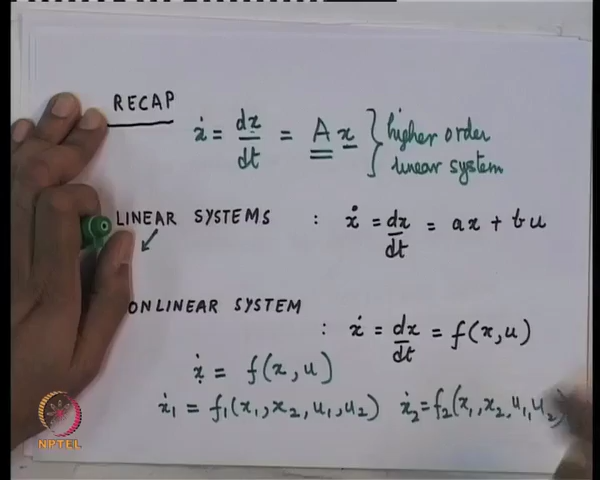 RECAP
ẋ = dx/dt = A x } higher order
linear system
LINEAR SYSTEMS : ẋ = dx/dt = ax + bu
ONLINEAR SYSTEM
: ẋ = dx/dt = f(x,u)
ẋ = f(x,u)
ẋ1 = f1(x1,x2,u1,u2) ẋ2=f2(x1,x2,u1,u2)
NPTEL